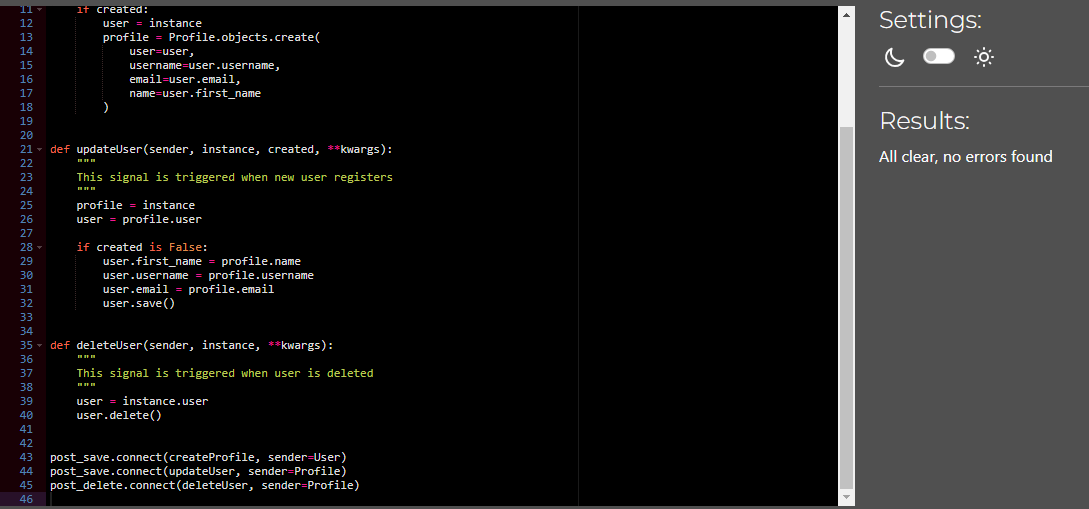 11 if created:
12 user = instance
13 profile = Profile.objects.create(
14 user=user,
15 username=user.username,
16 email=user.email,
17 name=user.first_name
18 )
19
20
21 def updateUser(sender, instance, created, **kwargs):
22 """
23 This signal is triggered when new user registers
24 """
25 profile = instance
26 user = profile.user
27
28 if created is False:
29 user.first_name = profile.name
30 user.username = profile.username
31 user.email = profile.email
32 user.save()
33
34
35 def deleteUser(sender, instance, **kwargs):
36 """
37 This signal is triggered when user is deleted
38 """
39 user = instance.user
40 user.delete()
41
42
43 post_save.connect(createProfile, sender=User)
44 post_save.connect(updateUser, sender=Profile)
45 post_delete.connect(deleteUser, sender=Profile)
46
Settings:
Results:
All clear, no errors found